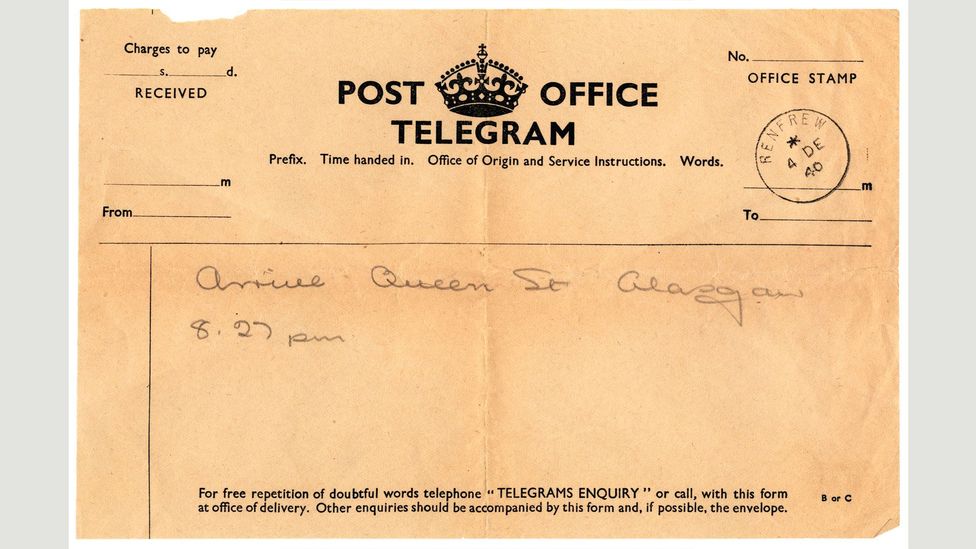 Charges to pay
s. d.
RECEIVED
POST OFFICE
TELEGRAM
Prefix. Time handed in. Office of Origin and Service Instructions. Words.
No.
OFFICE STAMP
RENFREW
* 
4 DE
40
m
From
m
To
Arrive Queen St Glasgow
8.27 pm
For free repetition of doubtful words telephone "TELEGRAMS ENQUIRY" or call, with this form
at office of delivery. Other enquiries should be accompanied by this form and, if possible, the envelope.
B or C